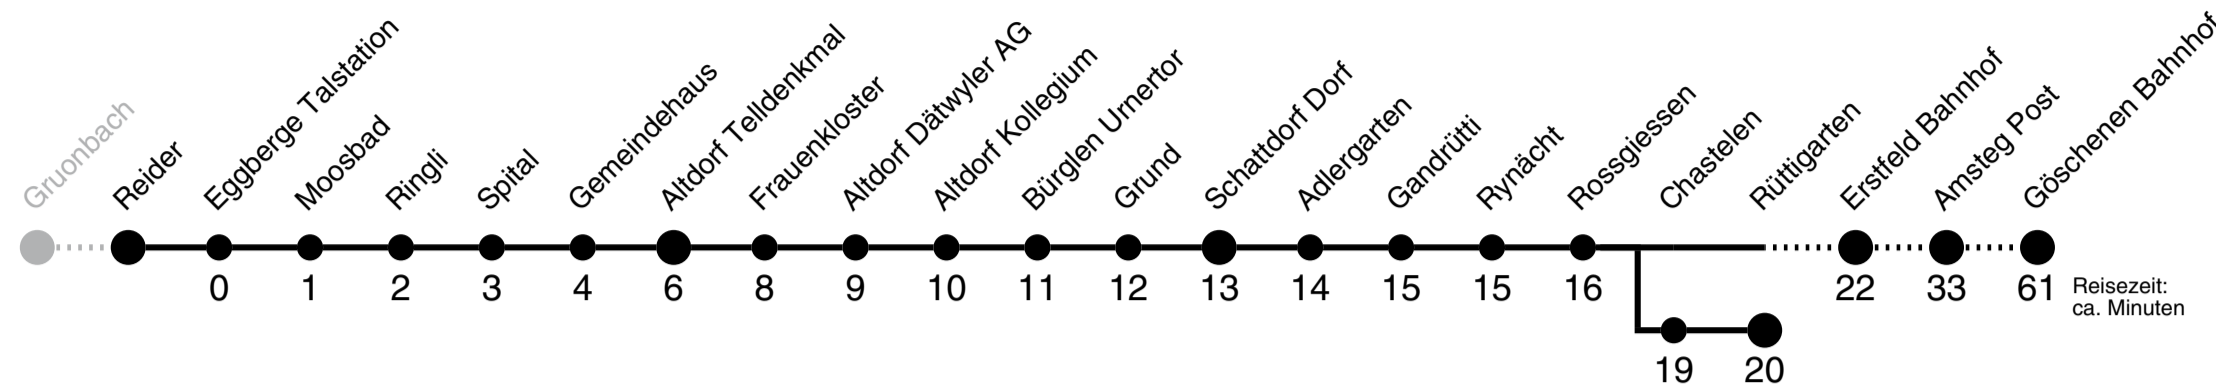 Gruonbach
Reider
Eggberge Talstation
Moosbad
Ringli
Spital
Gemeindehaus
Altdorf Telldenkmal
Frauenkloster
Altdorf Dätwyler AG
Altdorf Kollegium
Bürglen Urnertor
Grund
Schattdorf Dorf
Adlergarten
Gandrütti
Rynächt
Rossgiessen
Chastelen
Rüttigarten
Erstfeld Bahnhof
Amsteg Post
Göschenen Bahnhof
0 1 2 3 4 6 8 9 10 11 12 13 14 15 15 16 22 33 61
Reisezeit:
ca. Minuten
19 20